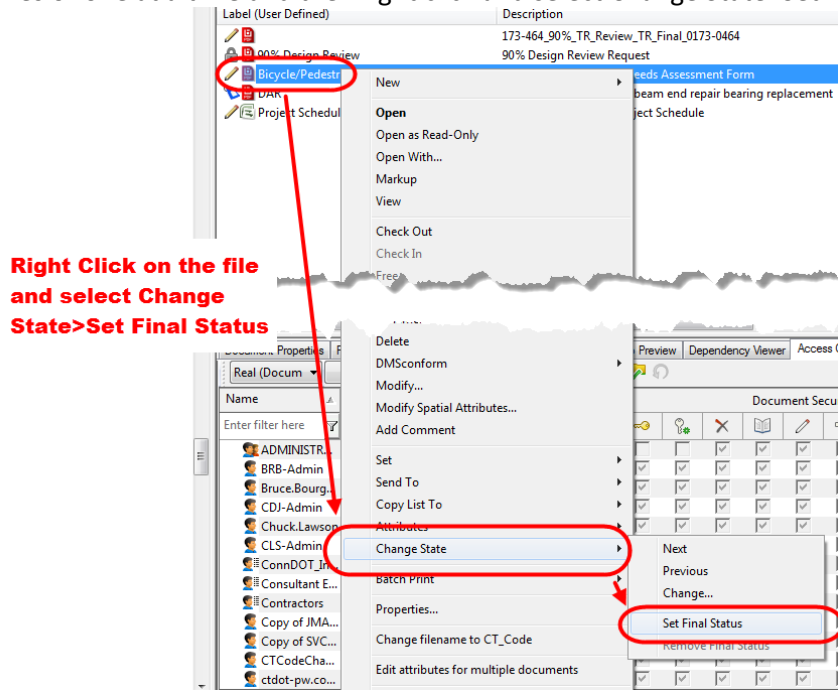 Label (User Defined) Description
173-464_90%_TR_Review_TR_Final_0173-0464
90% Design Review 90% Design Review Request
Bicycle/Pedestr eeds Assessment Form
DAR beam end repair bearing replacement
Project Schedul ject Schedule
New
Open
Open as Read-Only
Open With...
Markup
View
Check Out
Check In
Free
Right Click on the file
and select Change
State>Set Final Status
Delete
DMSconform
Modify...
Modify Spatial Attributes...
Add Comment
Set
Send To
Copy List To
Attributes
Change State
Batch Print
Properties...
Change filename to CT_Code
Edit attributes for multiple documents
Document Properties Preview Dependency Viewer Access
Real (Docum
Name Document Secu
Enter filter here
ADMINISTR...
BRB-Admin
Bruce.Bourg...
CDJ-Admin
Chuck.Lawson
CLS-Admin
ConnDOT_In...
Consultant E...
Contractors
Copy of JMA...
Copy of SVC...
CTCodeCha...
ctdot-pw.co...
Next
Previous
Change...
Set Final Status
Remove Final Status